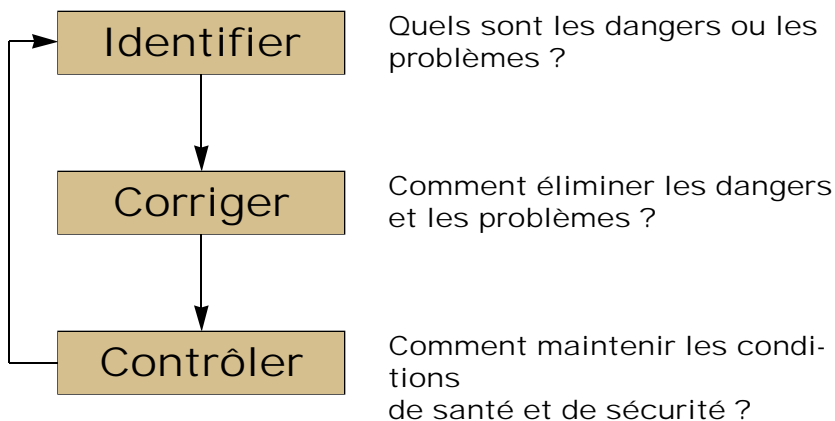 Identifier
Quels sont les dangers ou les
problèmes ?
Corriger
Comment éliminer les dangers
et les problèmes ?
Contrôler
Comment maintenir les condi-
tions
de santé et de sécurité ?